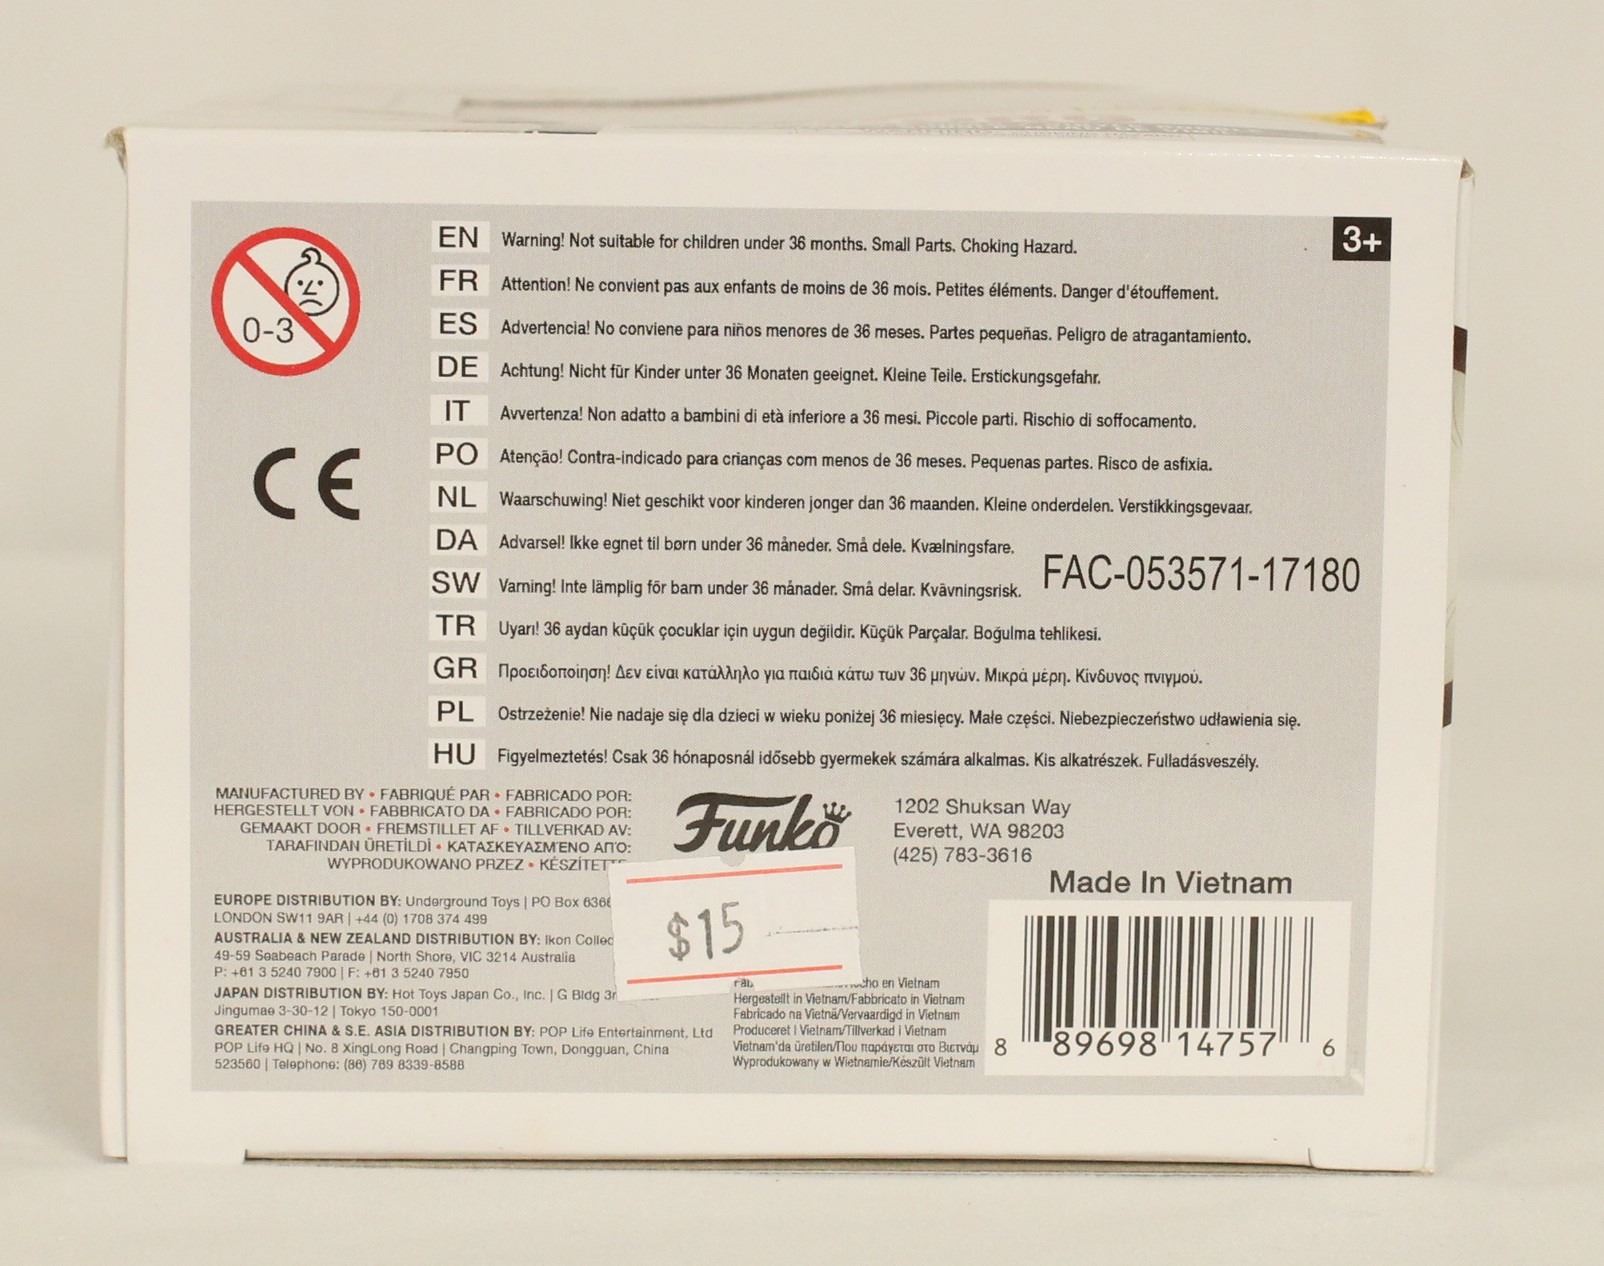 0-3
CE
EN Warning! Not suitable for children under 36 months. Small Parts. Choking Hazard.
3+
FR Attention! Ne convient pas aux enfants de moins de 36 mois. Petites éléments. Danger d'étouffement.
ES Advertencia! No conviene para niños menores de 36 meses. Partes pequeñas. Peligro de atragantamiento.
DE Achtung! Nicht für Kinder unter 36 Monaten geeignet. Kleine Teile. Erstickungsgefahr.
IT Avvertenza! Non adatto a bambini di età inferiore a 36 mesi. Piccole parti. Rischio di soffocamento.
PO Atenção! Contra-indicado para crianças com menos de 36 meses. Pequenas partes. Risco de asfixia.
NL Waarschuwing! Niet geschikt voor kinderen jonger dan 36 maanden. Kleine onderdelen. Verstikkingsgevaar.
DA Advarsel! Ikke egnet til børn under 36 måneder. Små dele. Kvælningsfare.
SW Varning! Inte lämplig för barn under 36 månader. Små delar. Kvävningsrisk.
FAC-053571-17180
TR Uyarı! 36 aydan küçük çocuklar için uygun değildir. Küçük Parçalar. Boğulma tehlikesi.
GR Προειδοποίηση! Δεν είναι κατάλληλο για παιδιά κάτω των 36 μηνών. Μικρά μέρη. Κίνδυνος πνιγμού.
PL Ostrzeżenie! Nie nadaje się dla dzieci w wieku poniżej 36 miesięcy. Małe części. Niebezpieczeństwo udławienia się.
HU Figyelmeztetés! Csak 36 hónaposnál idősebb gyermekek számára alkalmas. Kis alkatrészek. Fulladásveszély.
MANUFACTURED BY • FABRIQUÉ PAR • FABRICADO POR:
HERGESTELLT VON • FABBRICATO DA • FABRICADO POR:
GEMAAKT DOOR • FREMSTILLET AF • TILLVERKAD AV:
TARAFINDAN ÜRETİLDİ • ΚΑΤΑΣΚΕΥΑΣΜΈΝΟ ΑΠΌ:
WYPRODUKOWANO PRZEZ •
Funko
1202 Shuksan Way
Everett, WA 98203
(425) 783-3616
Made In Vietnam
EUROPE DISTRIBUTION BY: Underground Toys | PO Box
LONDON SW11 9AR | +44 (0) 1708 374 499
AUSTRALIA & NEW ZEALAND DISTRIBUTION BY: Ikon
49-59 Seabeach Parade | North Shore, VIC 3214 Australia
P: +61 3 5240 7900 | F: +61 3 5240 7950
JAPAN DISTRIBUTION BY: Hot Toys Japan Co., Inc. | G Bldg
Jingumae 3-30-12 | Tokyo 150-0001
GREATER CHINA & S.E. ASIA DISTRIBUTION BY: POP Life Entertainment, Ltd
POP Life HQ | No. 8 XingLong Road | Changping Town, Dongguan, China
523560 | Telephone: (86) 769 8339-8588
$15
en Vietnam
Hergestellt in Vietnam/Fabbricato in Vietnam
Fabricado na Vietnã/Vervaardigd in Vietnam
Produceret i Vietnam/Tillverkad i Vietnam
Vietnam'da üretilen/Που παράγεται στο Βιετνάμ
Wyprodukowany w Wietnamie/Készült Vietnam
8 89698 14757 6